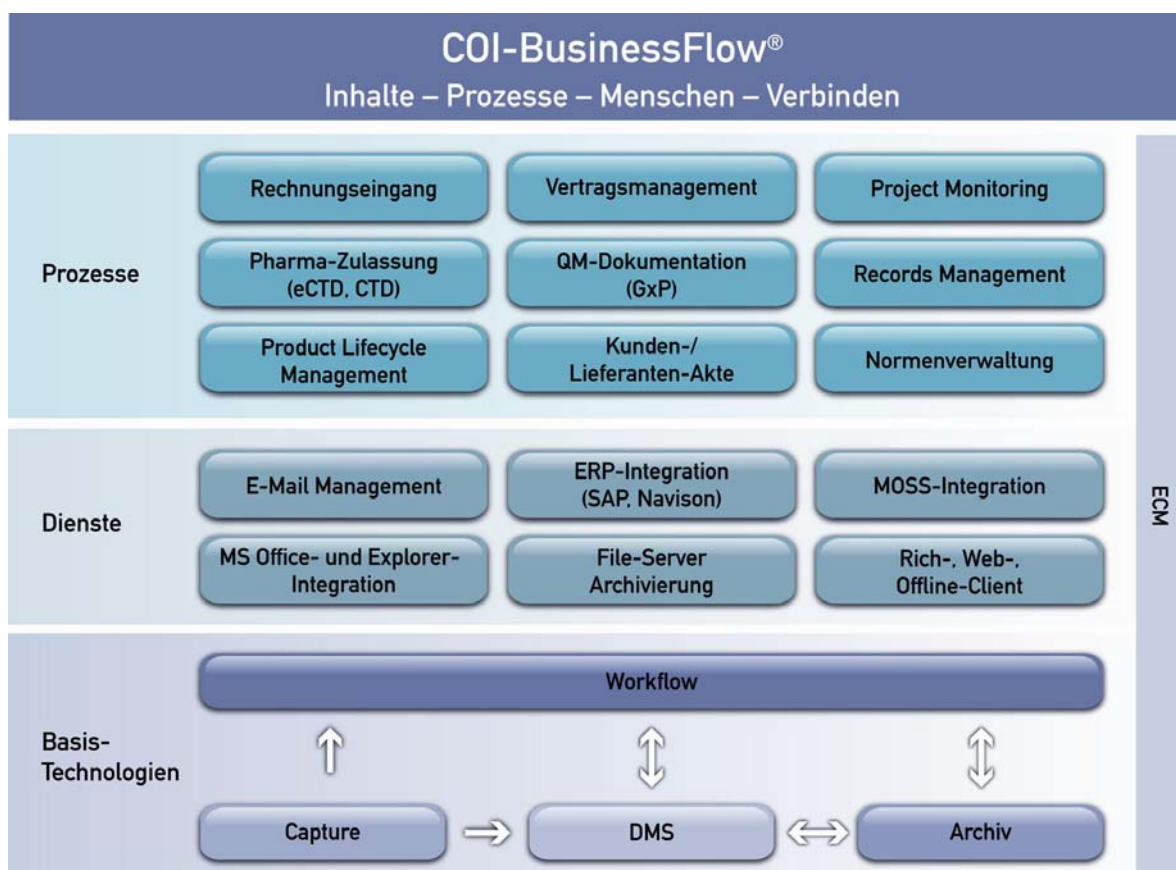 COI-BusinessFlow®
Inhalte – Prozesse – Menschen – Verbinden
Prozesse
Rechnungseingang
Vertragsmanagement
Project Monitoring
Pharma-Zulassung
(eCTD, CTD)
QM-Dokumentation
(GxP)
Records Management
Product Lifecycle
Management
Kunden-/
Lieferanten-Akte
Normenverwaltung
Dienste
E-Mail Management
ERP-Integration
(SAP, Navison)
MOSS-Integration
MS Office- und Explorer-
Integration
File-Server
Archivierung
Rich-, Web-,
Offline-Client
ECM
Basis-
Technologien
Workflow
Capture
DMS
Archiv